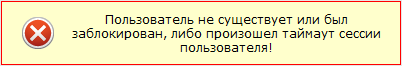 Пользователь не существует или был
заблокирован, либо произошел таймаут сессии
пользователя!